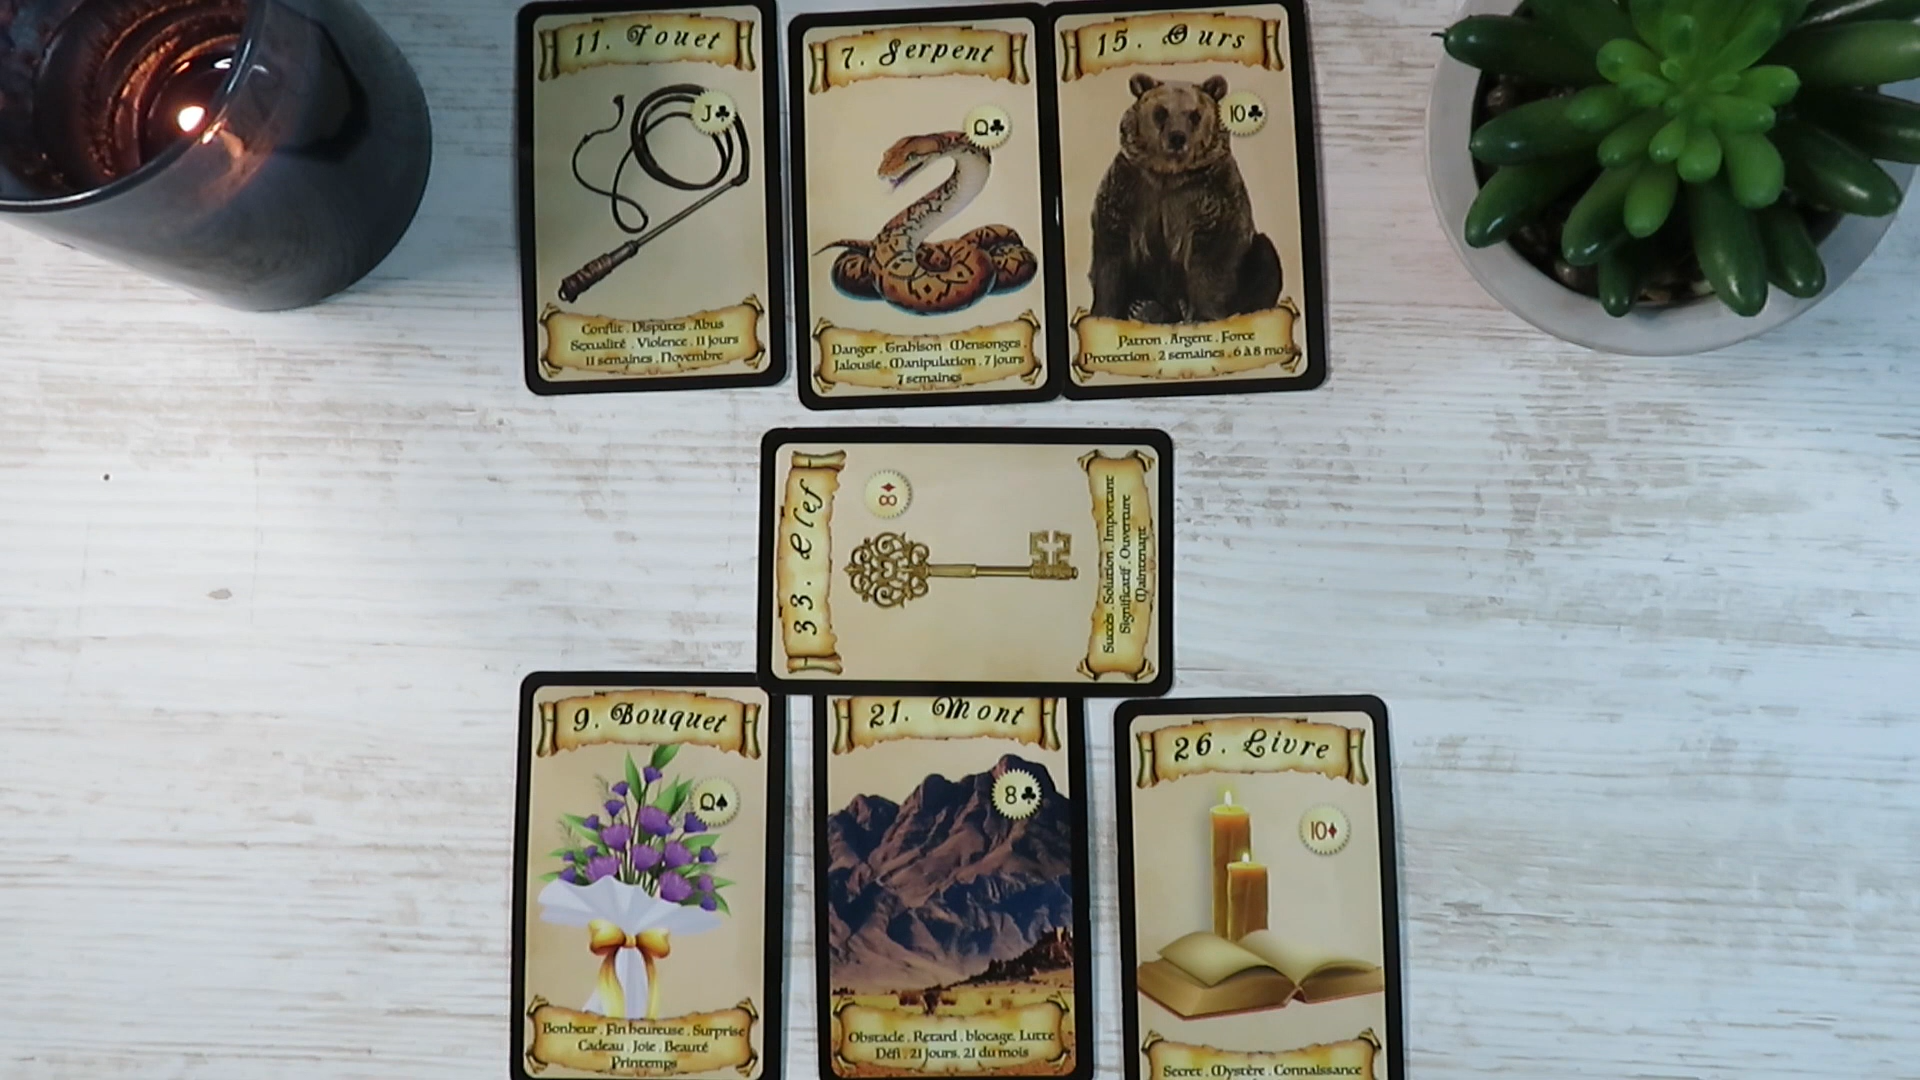 11. Fouet
J♣
Conflit . Disputes . Abus
Sexualité . Violence . 11 jours
11 semaines . Novembre
7. Serpent
Q♣
Danger . Trahison . Mensonges .
Jalousie . Manipulation . 7 jours
7 semaines
15. Ours
10♣
Patron . Argent . Force
Protection . 2 semaines . 6 à 8 mois
33. Clef
8♦
Succès . Solution . Important
Significatif . Ouverture
Maintenant
9. Bouquet
Q♠
Bonheur . Fin heureuse . Surprise
Cadeau . Joie . Beauté
Printemps
21. Mont
8♣
Obstacle . Retard . blocage. Lutte
Défi . 21 jours. 21 du mois
26. Livre
10♦
Secret . Mystère . Connaissance